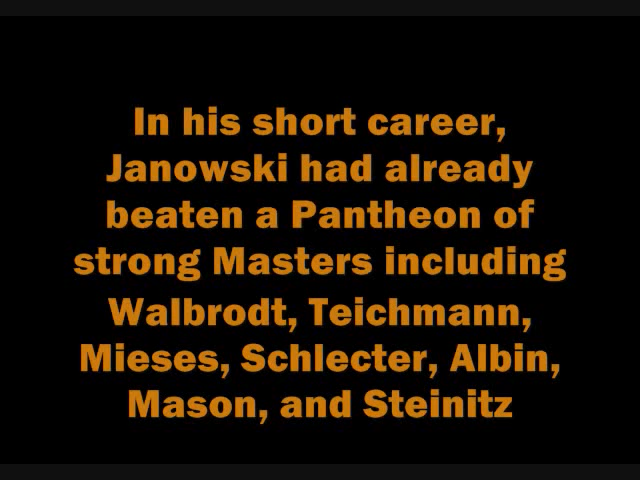 In his short career,
Janowski had already
beaten a Pantheon of
strong Masters including
Walbrodt, Teichmann,
Mieses, Schlecter, Albin,
Mason, and Steinitz